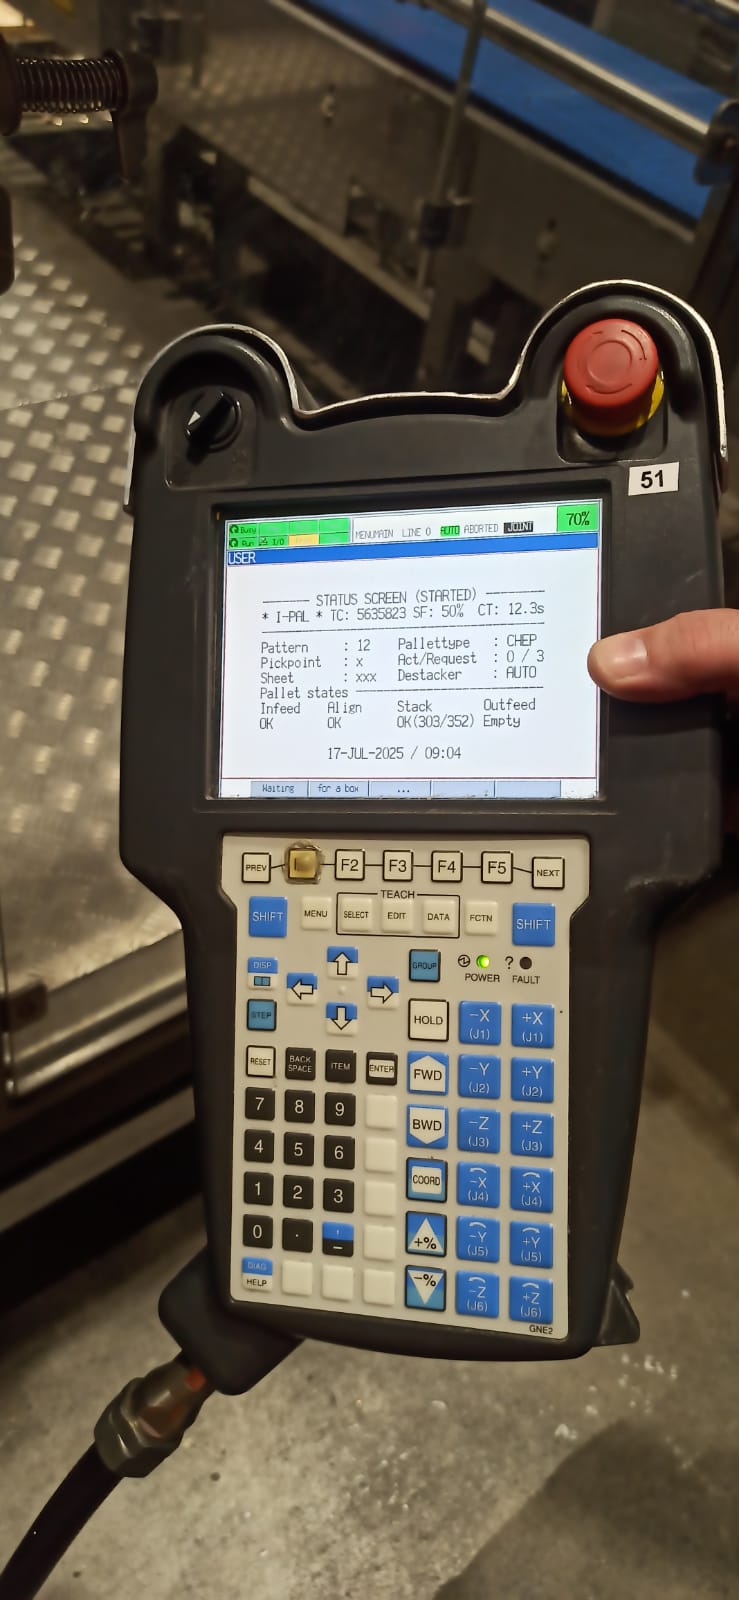 51
Busy
Run I/O
MENUMAIN LINE 0 AUTO ABORTED JOINT
70%
USER
STATUS SCREEN (STARTED)
* I-PAL * TC: 5635823 SF: 50% CT: 12.3s
Pattern : 12 Pallettype : CHEP
Pickpoint : x Act/Request : 0 / 3
Sheet : xxx Destacker : AUTO
Pallet states
Infeed Align Stack Outfeed
OK OK OK(303/352) Empty
17-JUL-2025 / 09:04
Waiting for a box ...
PREV F2 F3 F4 F5 NEXT
TEACH
SHIFT MENU SELECT EDIT DATA FCTN SHIFT
DISP GROUP
POWER ? FAULT
STEP HOLD -X (J1) +X (J1)
RESET BACK SPACE ITEM ENTER FWD -Y (J2) +Y (J2)
7 8 9 BWD -Z (J3) +Z (J3)
4 5 6 COORD -X (J4) +X (J4)
1 2 3 +% -Y (J5) +Y (J5)
0 . , - -% -Z (J6) +Z (J6)
DIAG HELP
GNE2